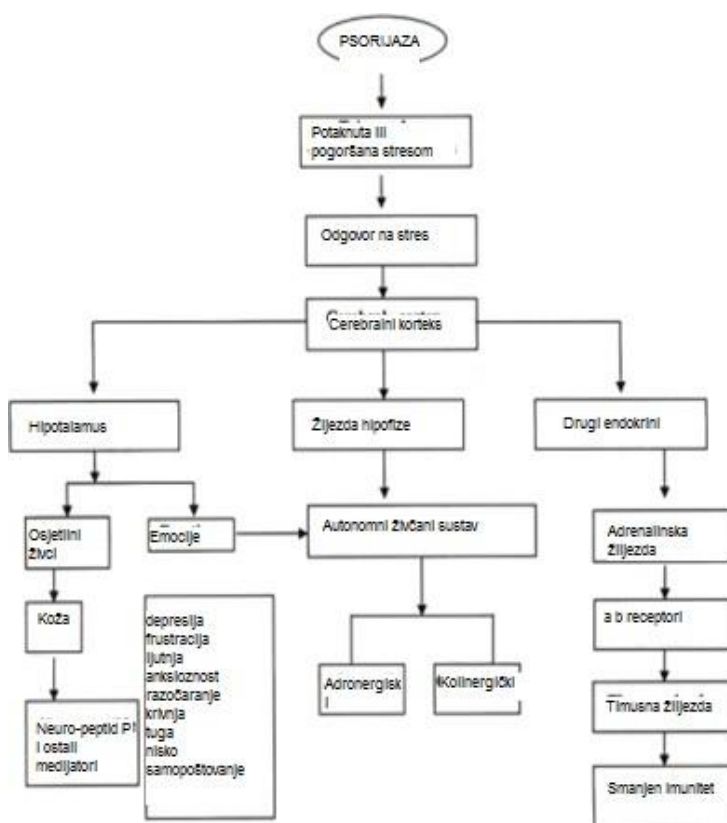 PSORIJAZA
Potaknuta III
pogoršana stresom
Odgovor na stres
Cerebralni korteks
Hipotalamus
Žlijezda hipofize
Drugi endokrini
Osjetilni
živci
Emocije
Autonomni živčani sustav
Adrenalinska
žlijezda
Koža
depresija
frustracija
ljutnja
anksioznost
razočaranje
krivnja
tuga
nisko
samopoštovanje
a b receptori
Adronergisk
i
Kolinergički
Timusna žlijezda
Neuro-peptid P
i ostali
medijatori
Smanjen imunitet